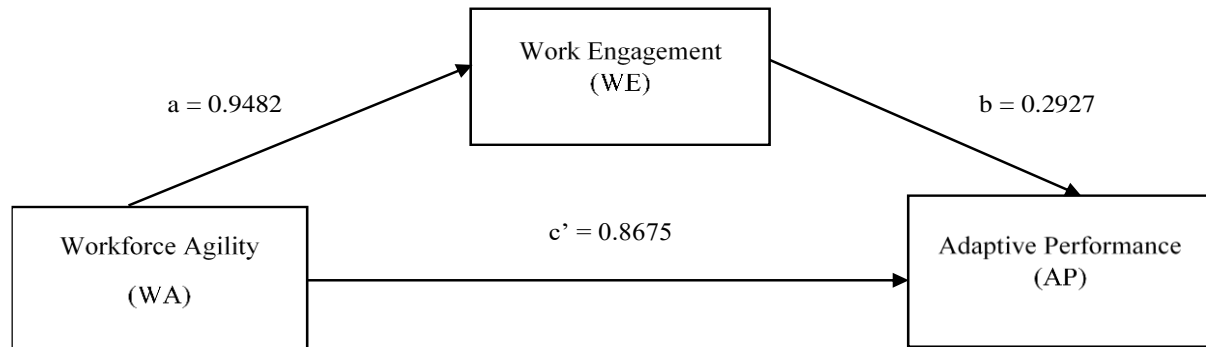 Work Engagement
(WE)
a = 0.9482
b = 0.2927
Workforce Agility
(WA)
c’ = 0.8675
Adaptive Performance
(AP)